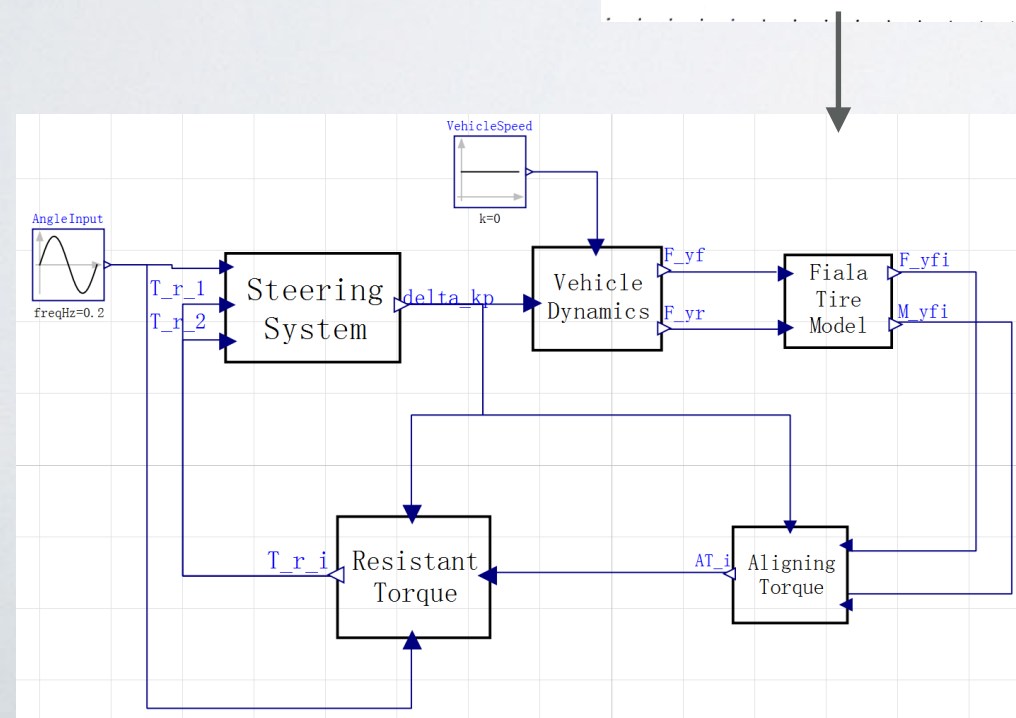 VehicleSpeed
k=0
AngleInput
freqHz=0.2
T_r_1
T_r_2
Steering
System
delta_kp
Vehicle
Dynamics
F_yf
F_yr
Fiala
Tire
Model
F_yfi
M_yfi
T_r_i
Resistant
Torque
AT_i
Aligning
Torque